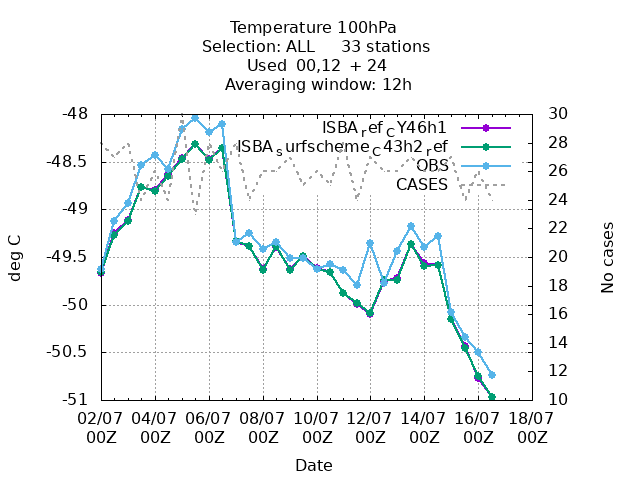 Temperature 100hPa
Selection: ALL 33 stations
Used 00,12 + 24
Averaging window: 12h
ISBA_ref_CY46h1
ISBA_surfscheme_C43h2_ref
OBS
CASES
-48
-48.5
-49
-49.5
-50
-50.5
-51
deg C
30
28
26
24
22
20
18
16
14
12
10
No cases
02/07 04/07 06/07 08/07 10/07 12/07 14/07 16/07 18/07
00Z 00Z 00Z 00Z 00Z 00Z 00Z 00Z 00Z
Date